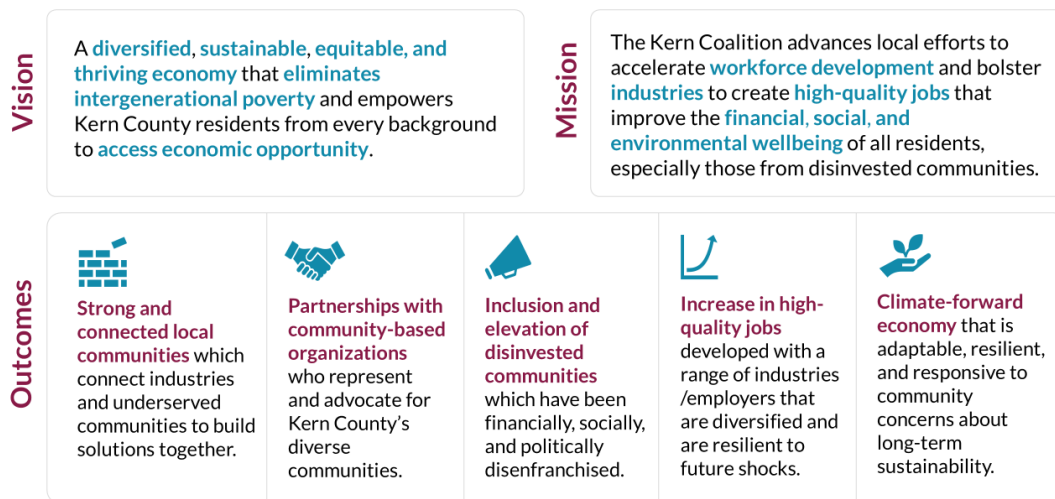 Vision
A diversified, sustainable, equitable, and
thriving economy that eliminates
intergenerational poverty and empowers
Kern County residents from every background
to access economic opportunity.
Mission
The Kern Coalition advances local efforts to
accelerate workforce development and bolster
industries to create high-quality jobs that
improve the financial, social, and
environmental wellbeing of all residents,
especially those from disinvested communities.
Outcomes
Strong and
connected local
communities which
connect industries
and underserved
communities to build
solutions together.
Partnerships with
community-based
organizations
who represent
and advocate for
Kern County’s
diverse
communities.
Inclusion and
elevation of
disinvested
communities
which have been
financially, socially,
and politically
disenfranchised.
Increase in high-
quality jobs
developed with a
range of industries
/employers that
are diversified and
are resilient to
future shocks.
Climate-forward
economy that is
adaptable, resilient,
and responsive to
community
concerns about
long-term
sustainability.